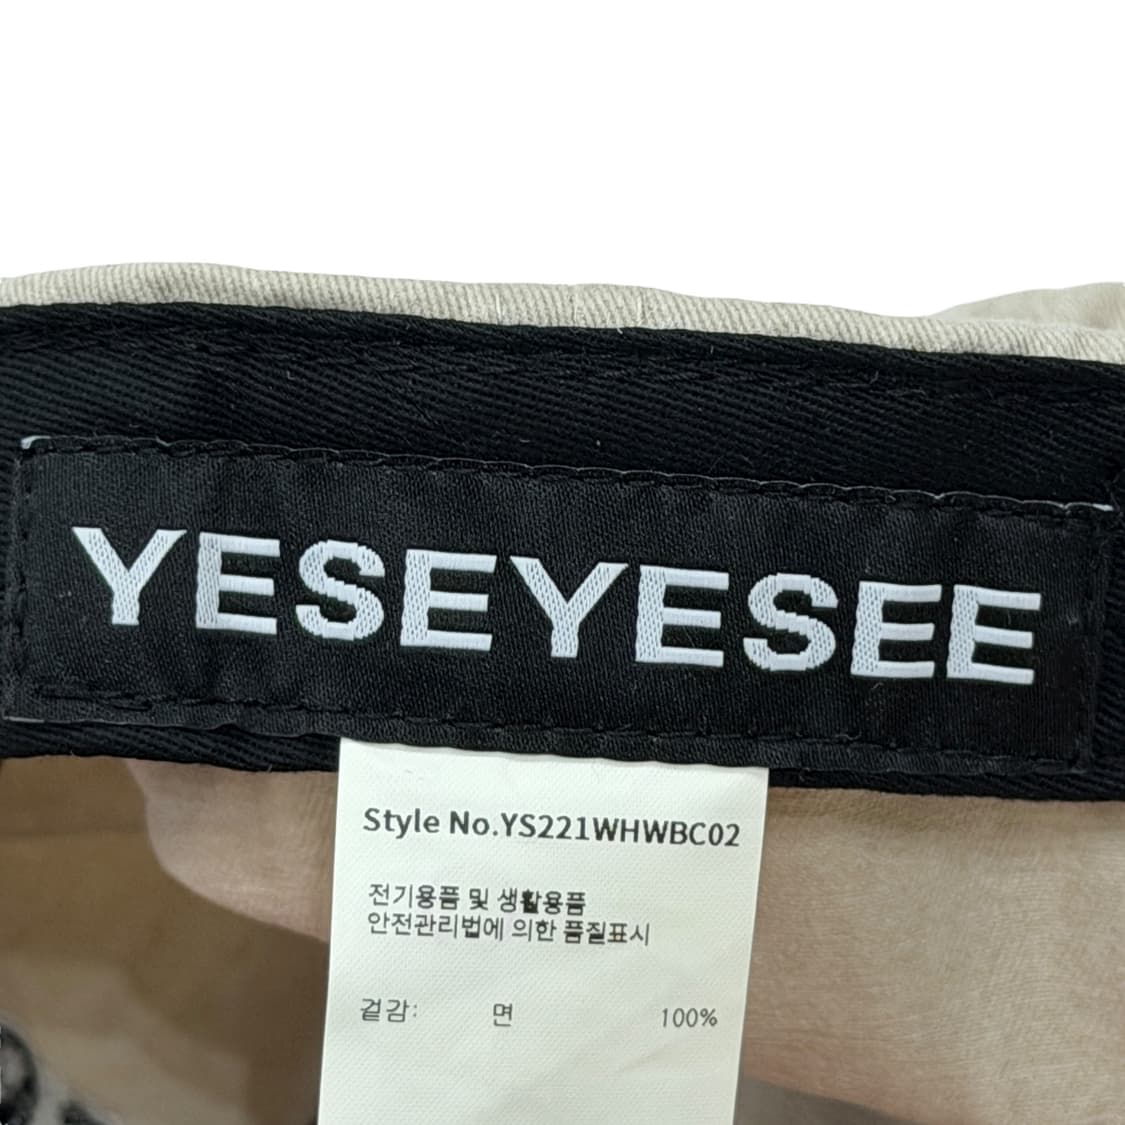 YESEYESEE
Style No.YS221WHWBC02
전기용품 및 생활용품
안전관리법에 의한 품질표시
겉감: 면 100%